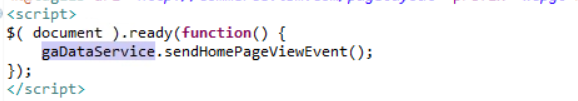 <script>
$( document ).ready(function() {
gaDataService.sendHomePageViewEvent();
});
</script>